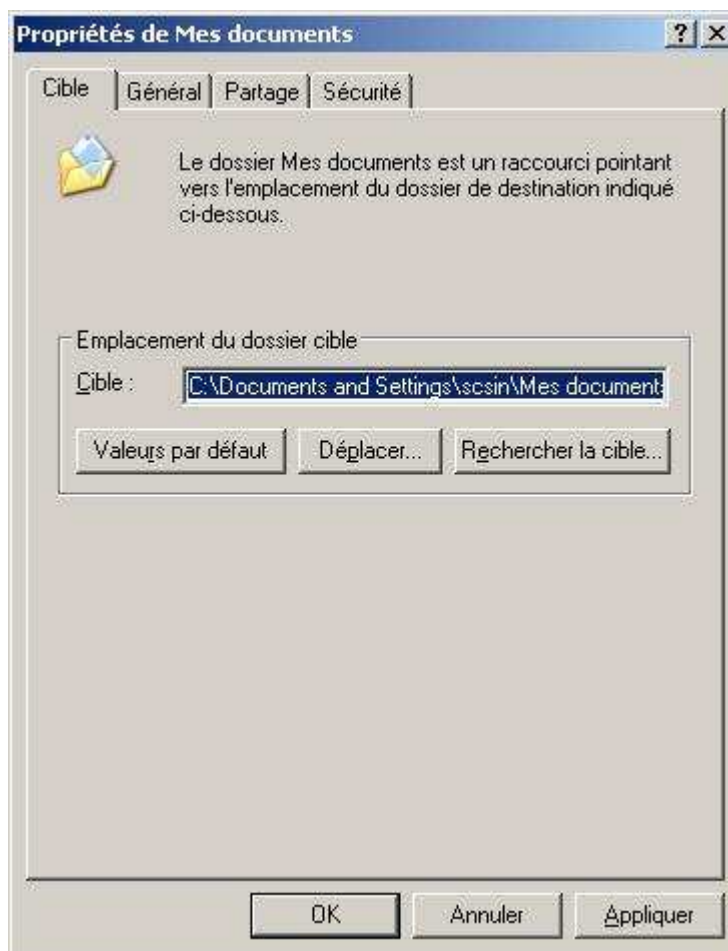 Propriétés de Mes documents
Cible Général Partage Sécurité
Le dossier Mes documents est un raccourci pointant
vers l'emplacement du dossier de destination indiqué
ci-dessous.
Emplacement du dossier cible
Cible : C:\Documents and Settings\scsin\Mes document
Valeurs par défaut Déplacer... Rechercher la cible...
OK Annuler Appliquer